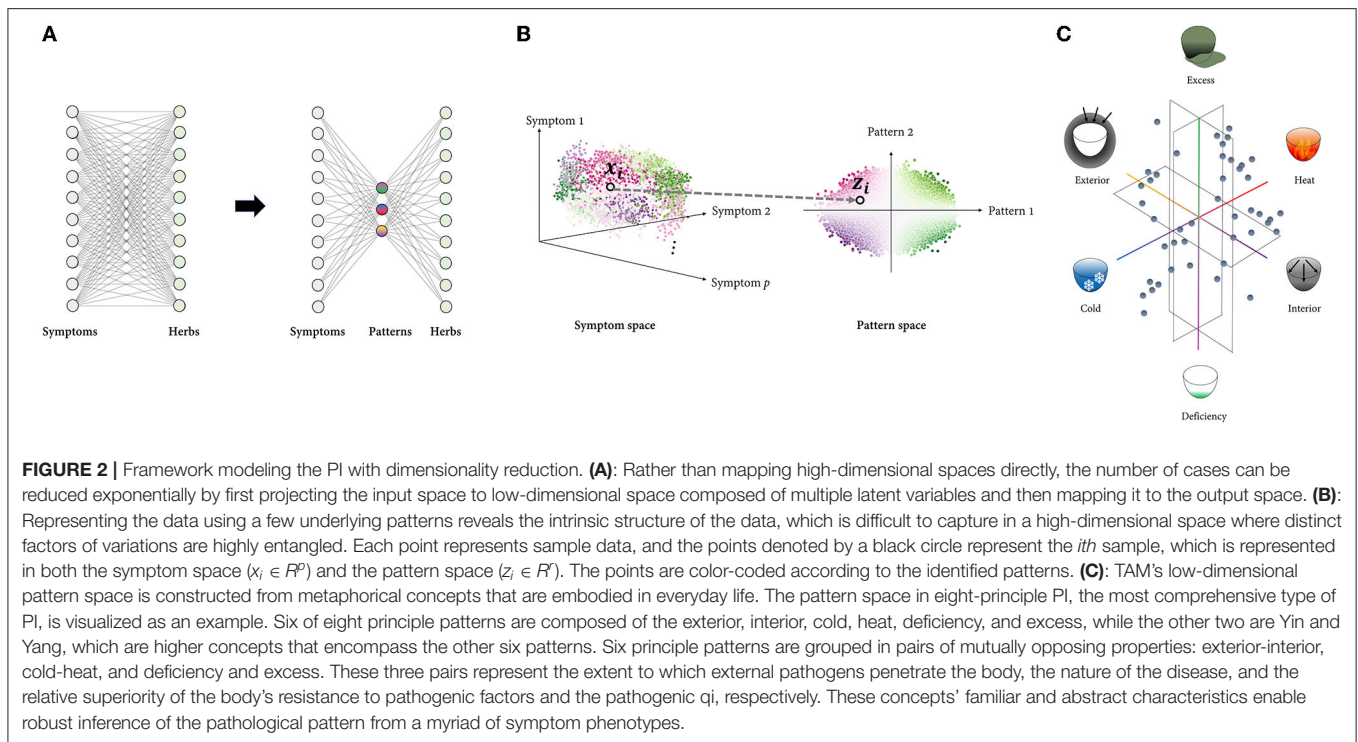 A
Symptoms
Herbs
Symptoms
Patterns
Herbs
B
Symptom 1
x_i
Symptom 2
⋮
Symptom p
Symptom space
Pattern 2
z_i
Pattern 1
Pattern space
C
Excess
Exterior
Heat
Cold
Interior
Deficiency
FIGURE 2 | Framework modeling the PI with dimensionality reduction. (A): Rather than mapping high-dimensional spaces directly, the number of cases can be
reduced exponentially by first projecting the input space to low-dimensional space composed of multiple latent variables and then mapping it to the output space. (B):
Representing the data using a few underlying patterns reveals the intrinsic structure of the data, which is difficult to capture in a high-dimensional space where distinct
factors of variations are highly entangled. Each point represents sample data, and the points denoted by a black circle represent the ith sample, which is represented
in both the symptom space (x_i ∈ R^p) and the pattern space (z_i ∈ R^r). The points are color-coded according to the identified patterns. (C): TAM's low-dimensional
pattern space is constructed from metaphorical concepts that are embodied in everyday life. The pattern space in eight-principle PI, the most comprehensive type of
PI, is visualized as an example. Six of eight principle patterns are composed of the exterior, interior, cold, heat, deficiency, and excess, while the other two are Yin and
Yang, which are higher concepts that encompass the other six patterns. Six principle patterns are grouped in pairs of mutually opposing properties: exterior-interior,
cold-heat, and deficiency and excess. These three pairs represent the extent to which external pathogens penetrate the body, the nature of the disease, and the
relative superiority of the body's resistance to pathogenic factors and the pathogenic qi, respectively. These concepts' familiar and abstract characteristics enable
robust inference of the pathological pattern from a myriad of symptom phenotypes.